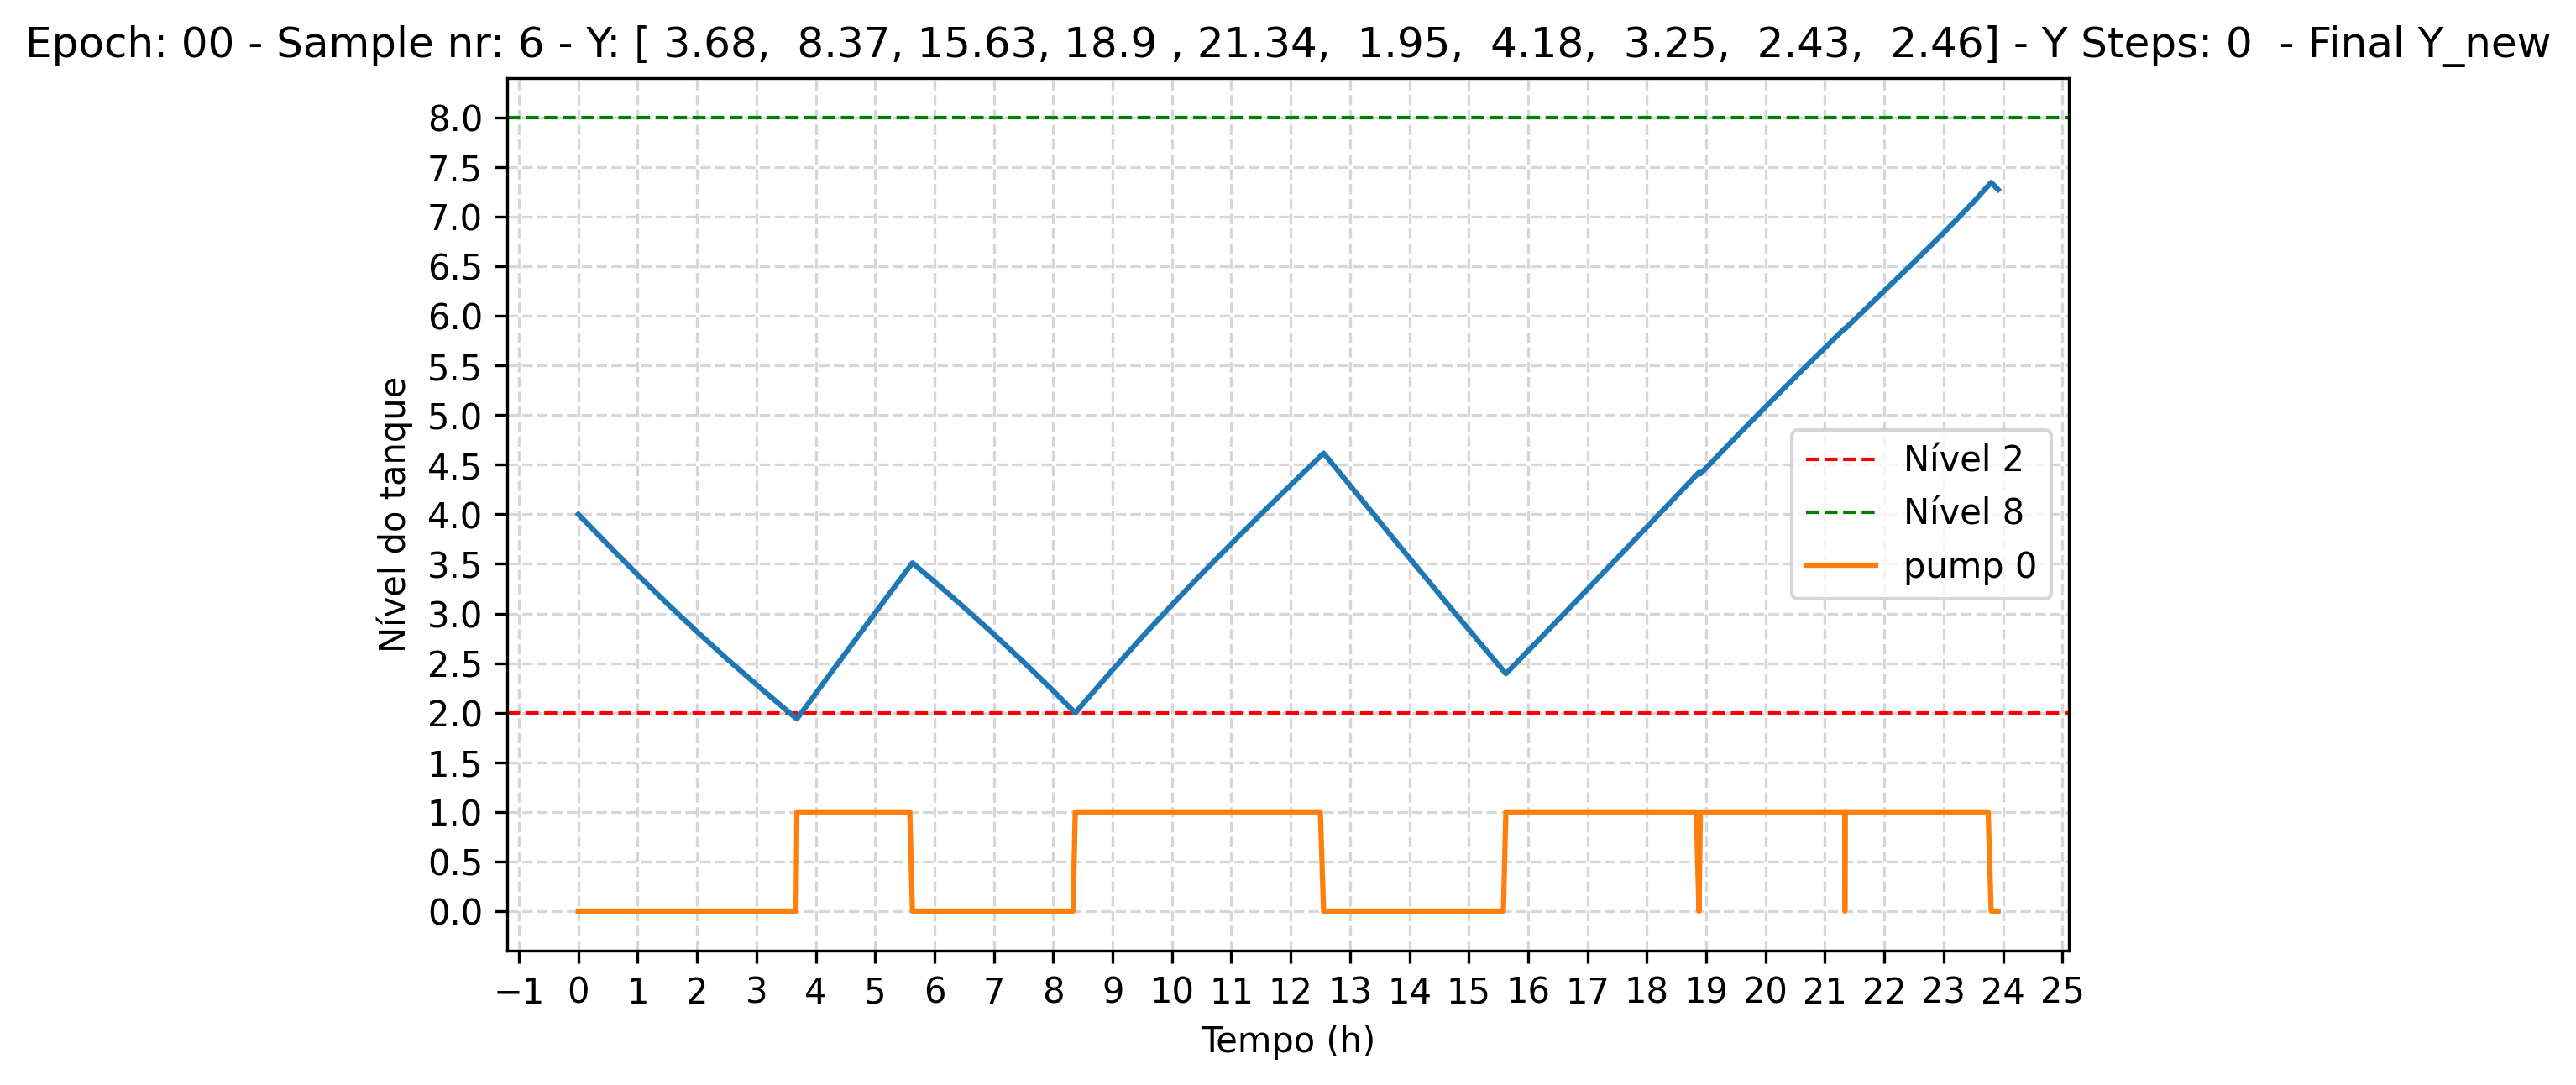 Epoch: 00 - Sample nr: 6 - Y: [ 3.68,  8.37, 15.63, 18.9 , 21.34,  1.95,  4.18,  3.25,  2.43,  2.46] - Y Steps: 0  - Final Y_new
8.0
7.5
7.0
6.5
6.0
5.5
5.0
4.5
4.0
3.5
3.0
2.5
2.0
1.5
1.0
0.5
0.0
Nível do tanque
Nível 2
Nível 8
pump 0
−1 0 1 2 3 4 5 6 7 8 9 10 11 12 13 14 15 16 17 18 19 20 21 22 23 24 25
Tempo (h)